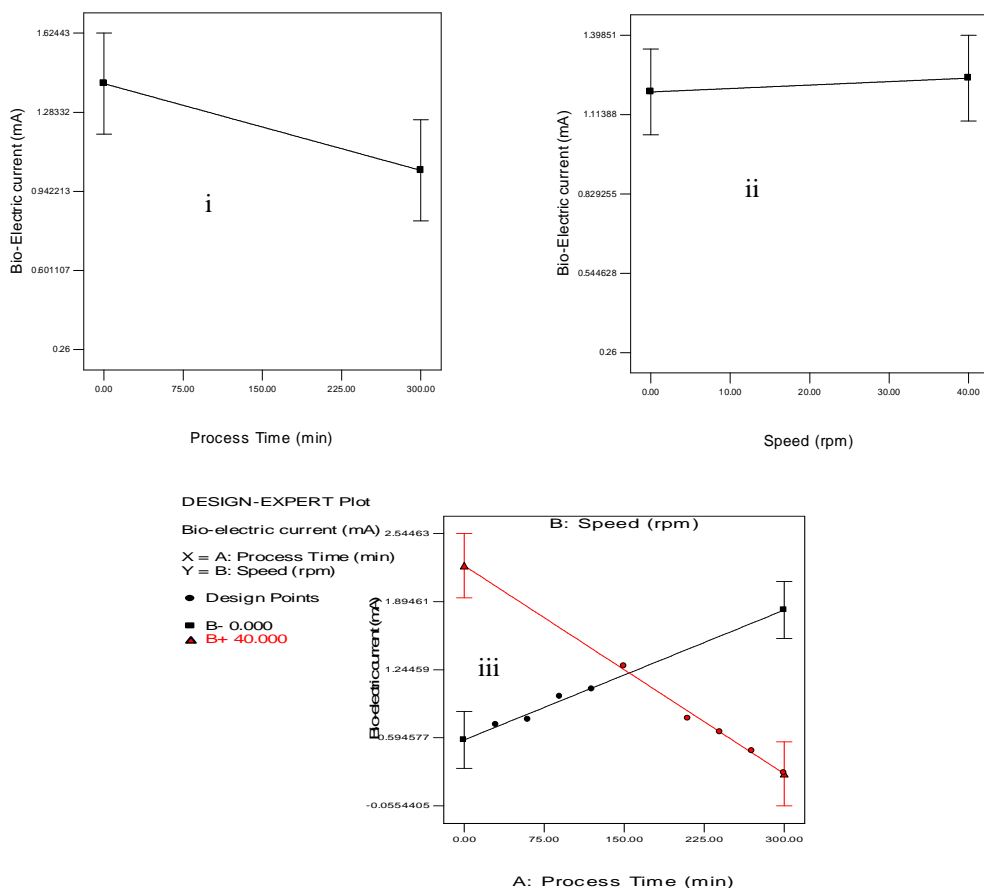 1.62443
1.28332
0.942213
0.601107
0.26
Bio-Electric current (mA)
i
0.00 75.00 150.00 225.00 300.00
Process Time (min)
1.39851
1.11388
0.829255
0.544628
0.26
Bio-Electric current (mA)
ii
0.00 10.00 20.00 30.00 40.00
Speed (rpm)
DESIGN-EXPERT Plot
Bio-electric current (mA)
X = A: Process Time (min)
Y = B: Speed (rpm)
Design Points
B- 0.000
B+ 40.000
B: Speed (rpm)
2.54463
1.89461
1.24459
0.594577
-0.0554405
Bio-electric current (mA)
iii
0.00 75.00 150.00 225.00 300.00
A: Process Time (min)